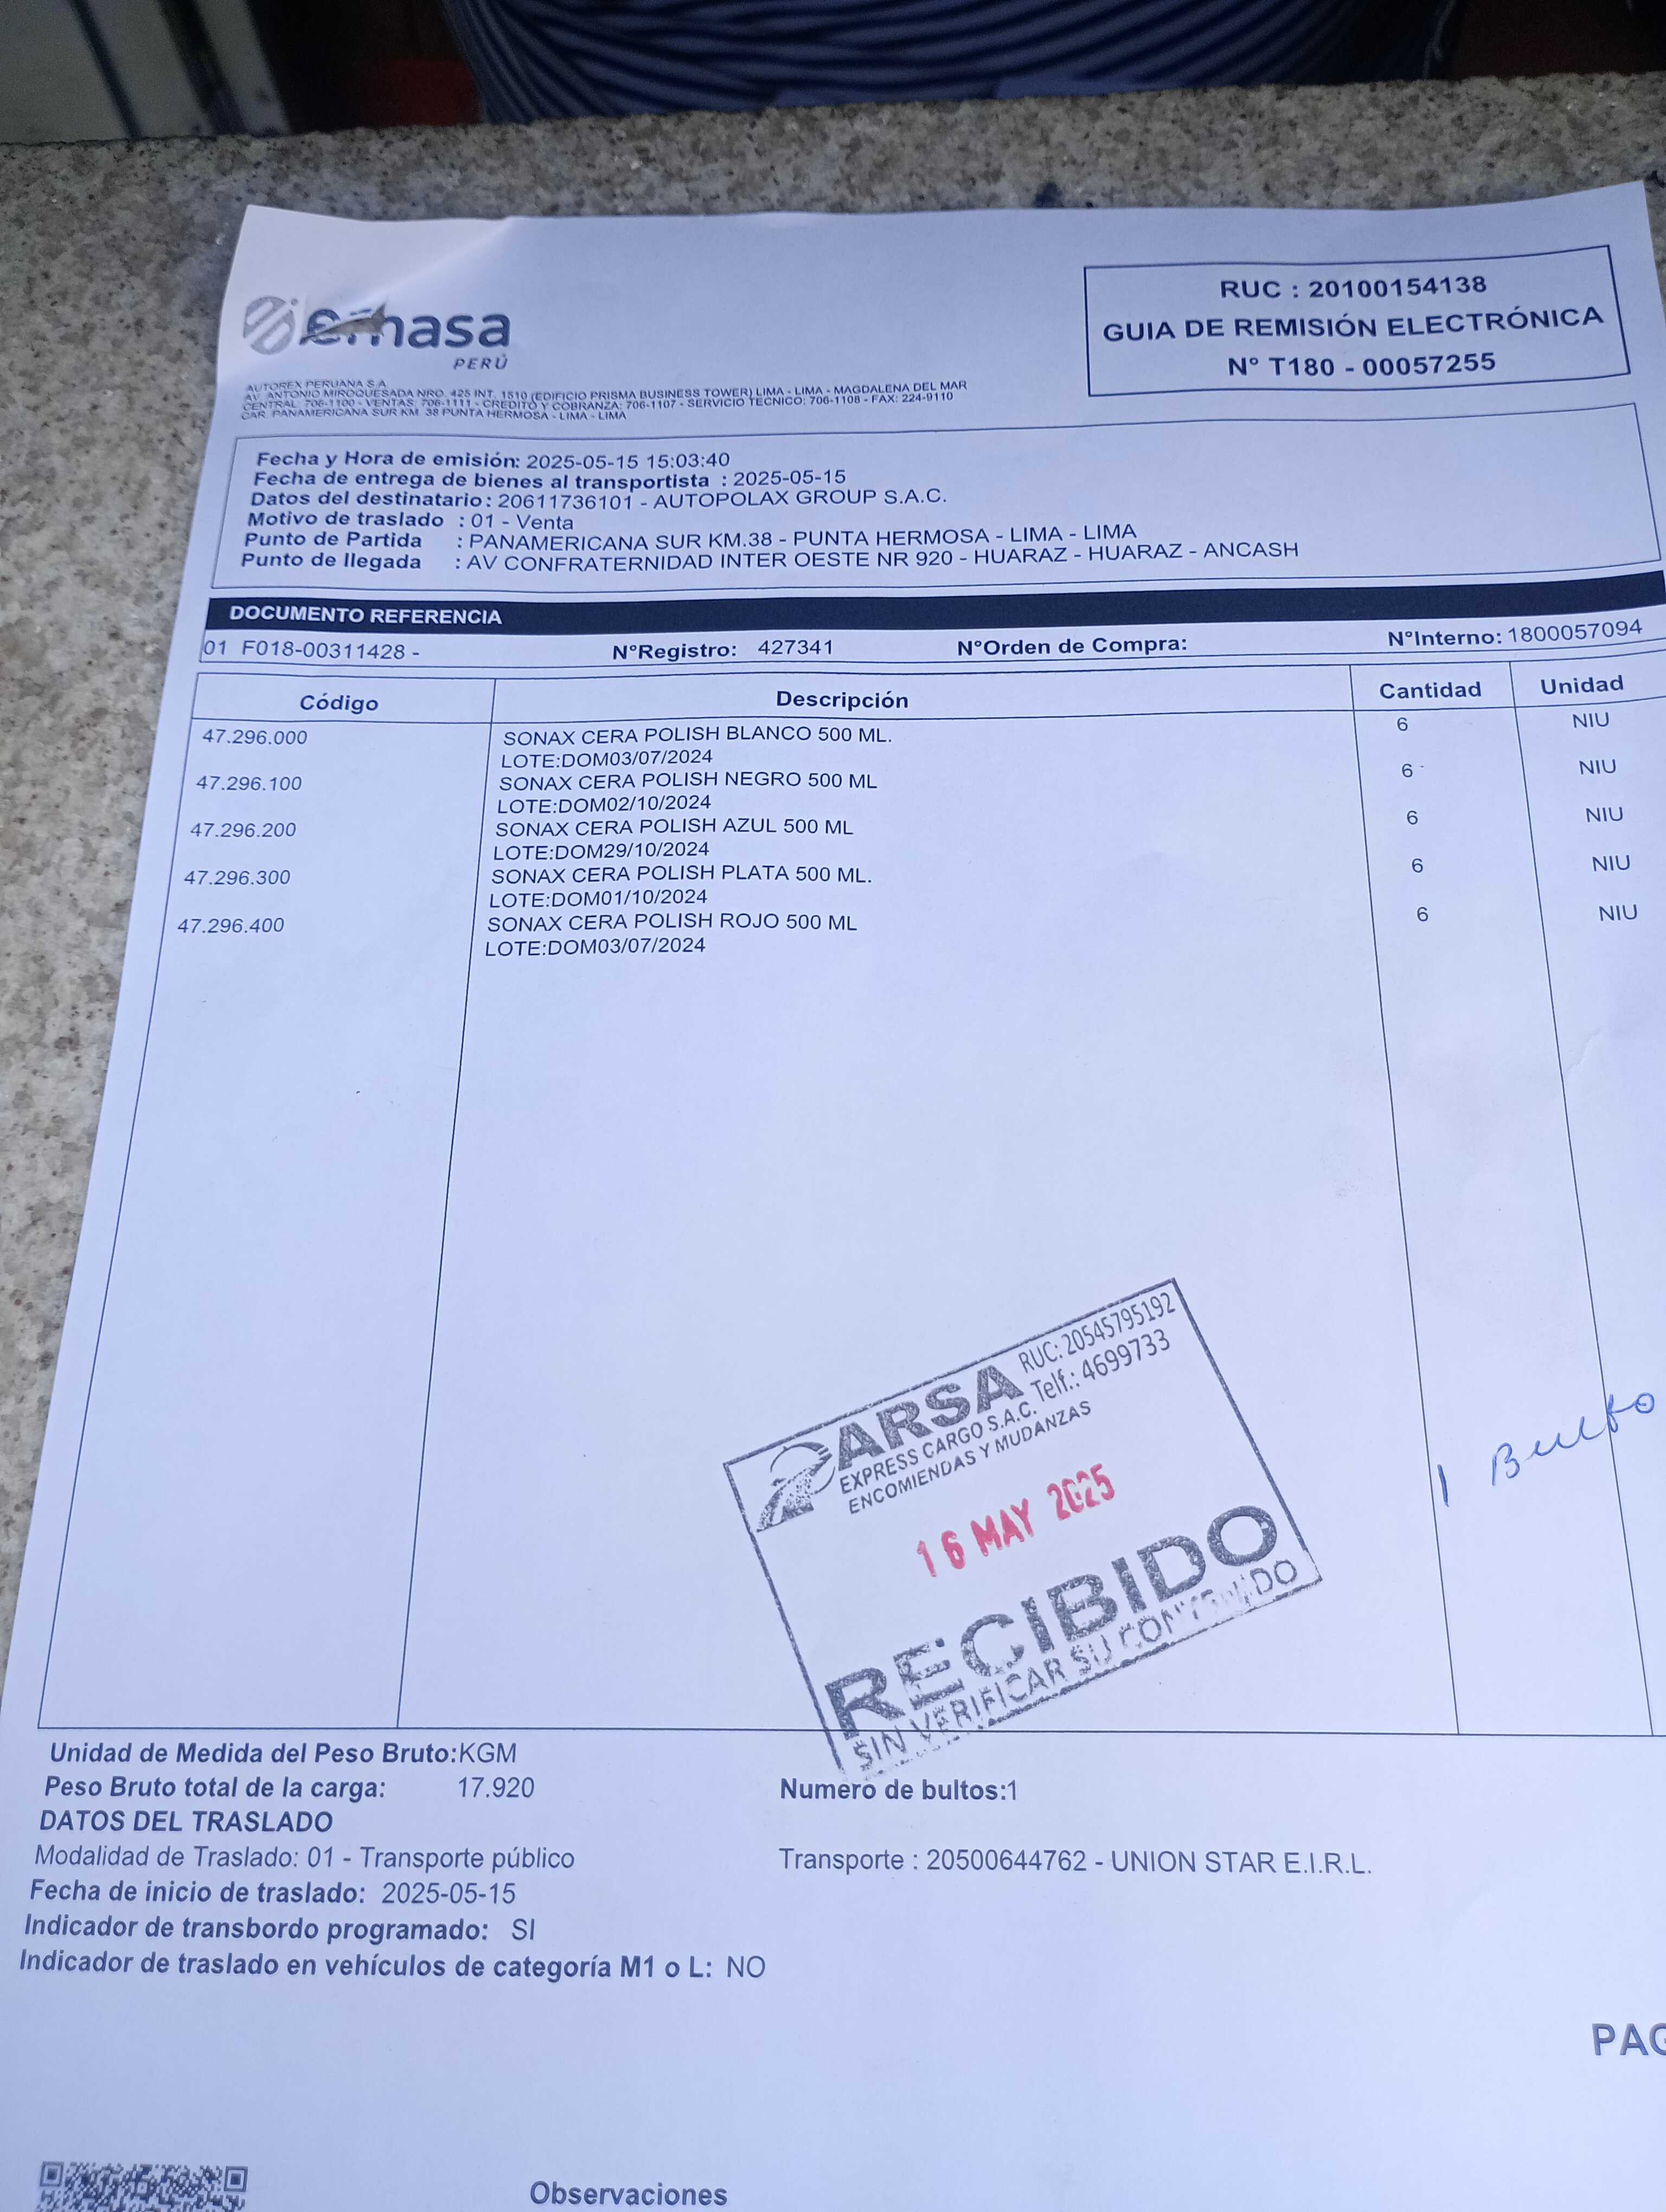 emasa
PERÚ
RUC : 20100154138
GUIA DE REMISIÓN ELECTRÓNICA
N° T180 - 00057255
AUTOREX PERUANA S.A.
AV. ANTONIO MIROQUESADA NRO. 425 INT. 1510 (EDIFICIO PRISMA BUSINESS TOWER) LIMA - LIMA - MAGDALENA DEL MAR
CENTRAL: 706-1100 - VENTAS: 706-1111 - CREDITO Y COBRANZA: 706-1107 - SERVICIO TECNICO: 706-1108 - FAX: 224-9110
CAR. PANAMERICANA SUR KM. 38 PUNTA HERMOSA - LIMA - LIMA
Fecha y Hora de emisión: 2025-05-15 15:03:40
Fecha de entrega de bienes al transportista : 2025-05-15
Datos del destinatario : 20611736101 - AUTOPOLAX GROUP S.A.C.
Motivo de traslado : 01 - Venta
Punto de Partida : PANAMERICANA SUR KM.38 - PUNTA HERMOSA - LIMA - LIMA
Punto de llegada : AV CONFRATERNIDAD INTER OESTE NR 920 - HUARAZ - HUARAZ - ANCASH
DOCUMENTO REFERENCIA
01 F018-00311428 - N°Registro: 427341 N°Orden de Compra: N°Interno: 1800057094
Código Descripción Cantidad Unidad
47.296.000 SONAX CERA POLISH BLANCO 500 ML. 6 NIU
LOTE:DOM03/07/2024
47.296.100 SONAX CERA POLISH NEGRO 500 ML 6 NIU
LOTE:DOM02/10/2024
47.296.200 SONAX CERA POLISH AZUL 500 ML 6 NIU
LOTE:DOM29/10/2024
47.296.300 SONAX CERA POLISH PLATA 500 ML. 6 NIU
LOTE:DOM01/10/2024
47.296.400 SONAX CERA POLISH ROJO 500 ML 6 NIU
LOTE:DOM03/07/2024
ARSA RUC: 20545795192
EXPRESS CARGO S.A.C. Telf.: 4699733
ENCOMIENDAS Y MUDANZAS
16 MAY 2025
RECIBIDO
SIN VERIFICAR SU CONTENIDO
1 Bulto
Unidad de Medida del Peso Bruto:KGM
Peso Bruto total de la carga: 17.920 Numero de bultos:1
DATOS DEL TRASLADO
Modalidad de Traslado: 01 - Transporte público Transporte : 20500644762 - UNION STAR E.I.R.L.
Fecha de inicio de traslado: 2025-05-15
Indicador de transbordo programado: SI
Indicador de traslado en vehículos de categoría M1 o L: NO
PAG
Observaciones